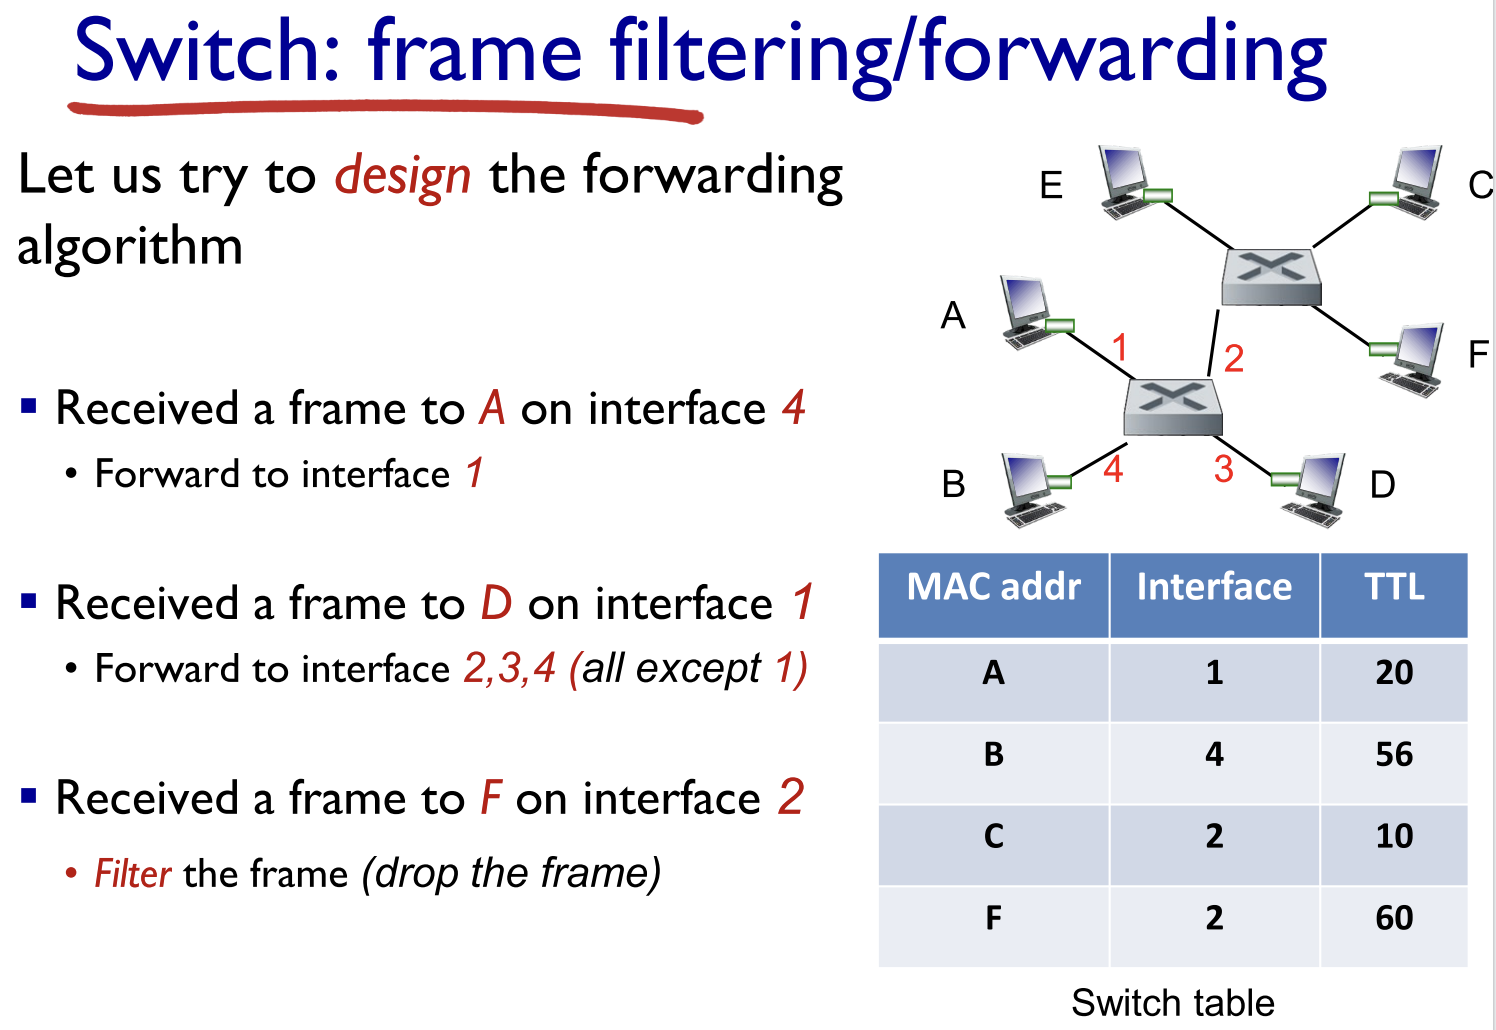 Switch: frame filtering/forwarding
Let us try to design the forwarding
algorithm
▪ Received a frame to A on interface 4
• Forward to interface 1
▪ Received a frame to D on interface 1
• Forward to interface 2,3,4 (all except 1)
▪ Received a frame to F on interface 2
• Filter the frame (drop the frame)
E
C
A
1
2
F
B
4
3
D
MAC addr Interface TTL
A 1 20
B 4 56
C 2 10
F 2 60
Switch table